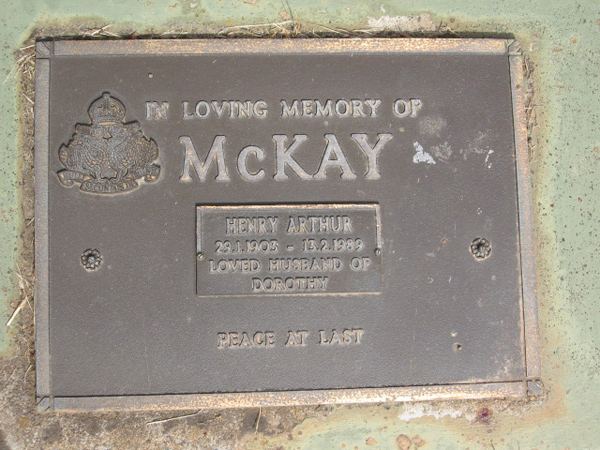 IN LOVING MEMORY OF
McKAY
HENRY ARTHUR
23.1.1903 - 13.2.1989
LOVED HUSBAND OF
DOROTHY
PEACE AT LAST